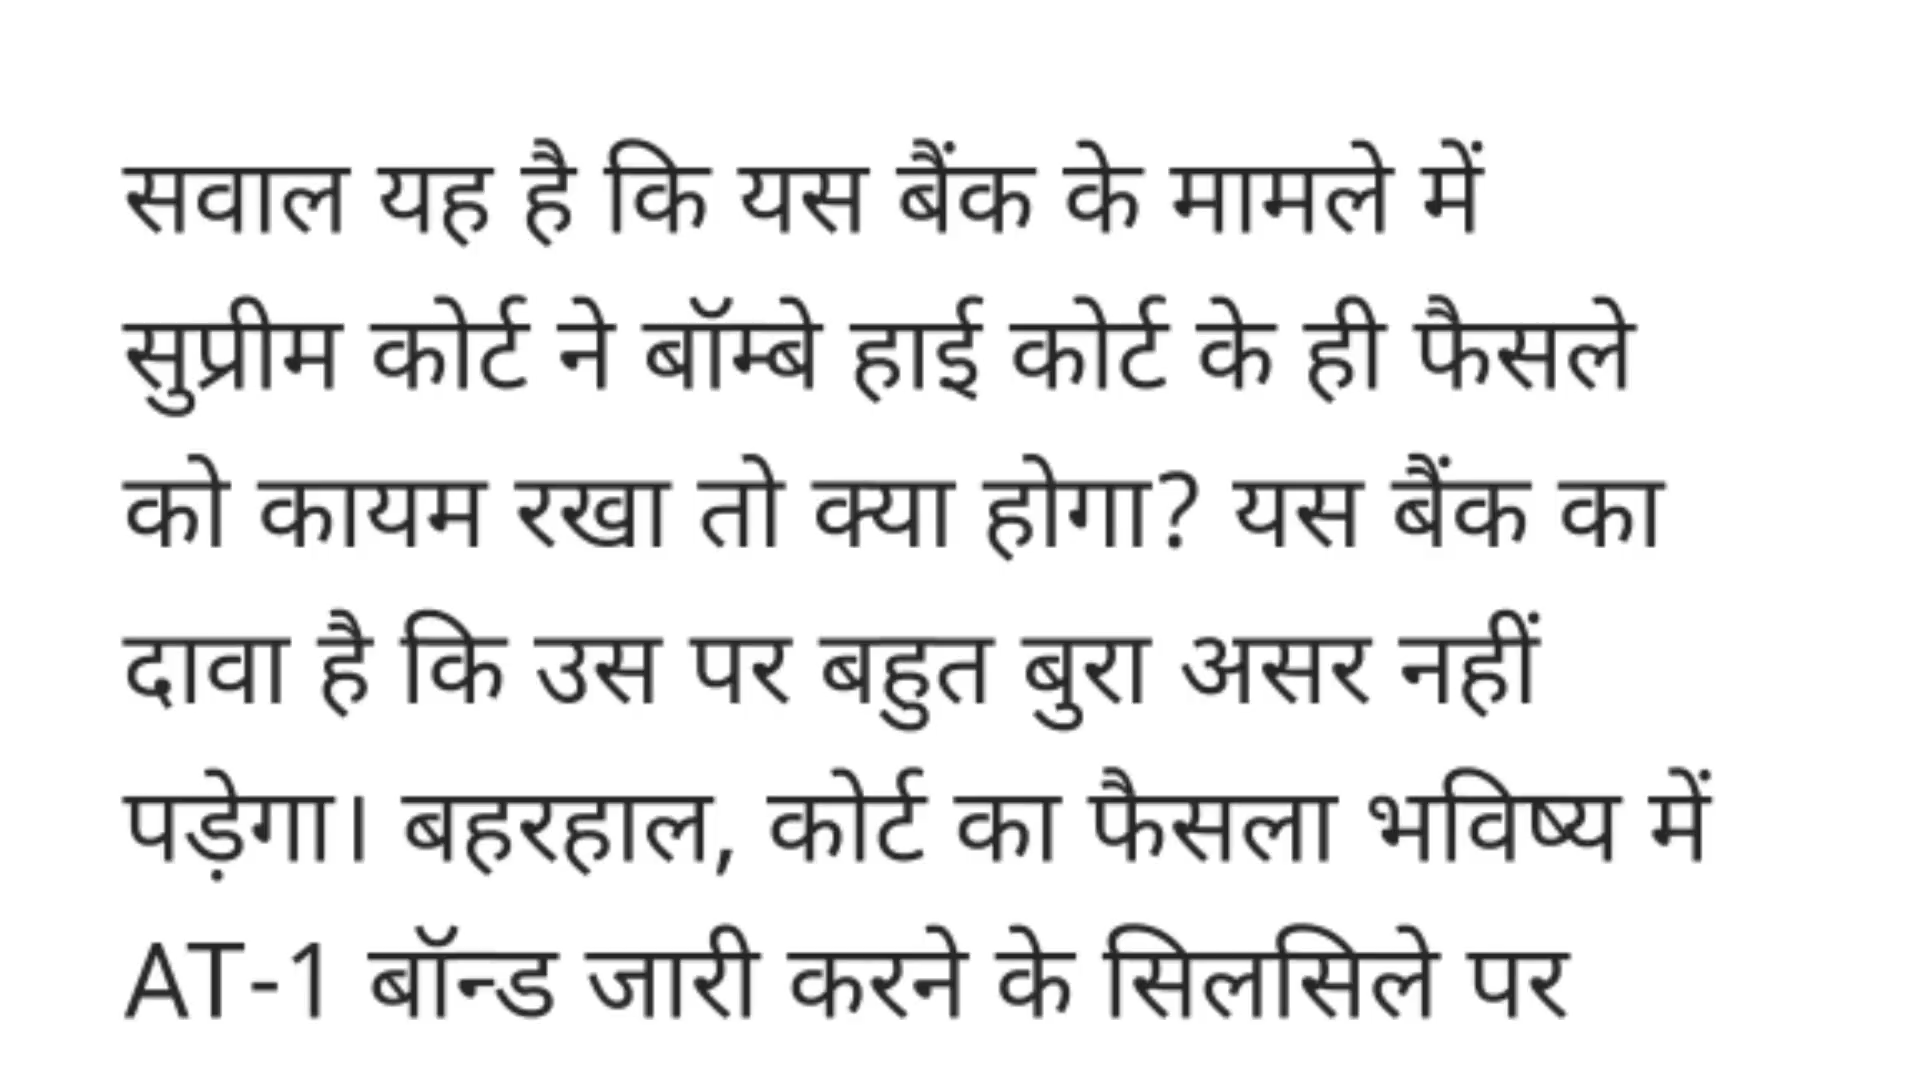 सवाल यह है कि यस बैंक के मामले में
सुप्रीम कोर्ट ने बॉम्बे हाई कोर्ट के ही फैसले
को कायम रखा तो क्या होगा? यस बैंक का
दावा है कि उस पर बहुत बुरा असर नहीं
पड़ेगा। बहरहाल, कोर्ट का फैसला भविष्य में
AT-1 बॉन्ड जारी करने के सिलसिले पर